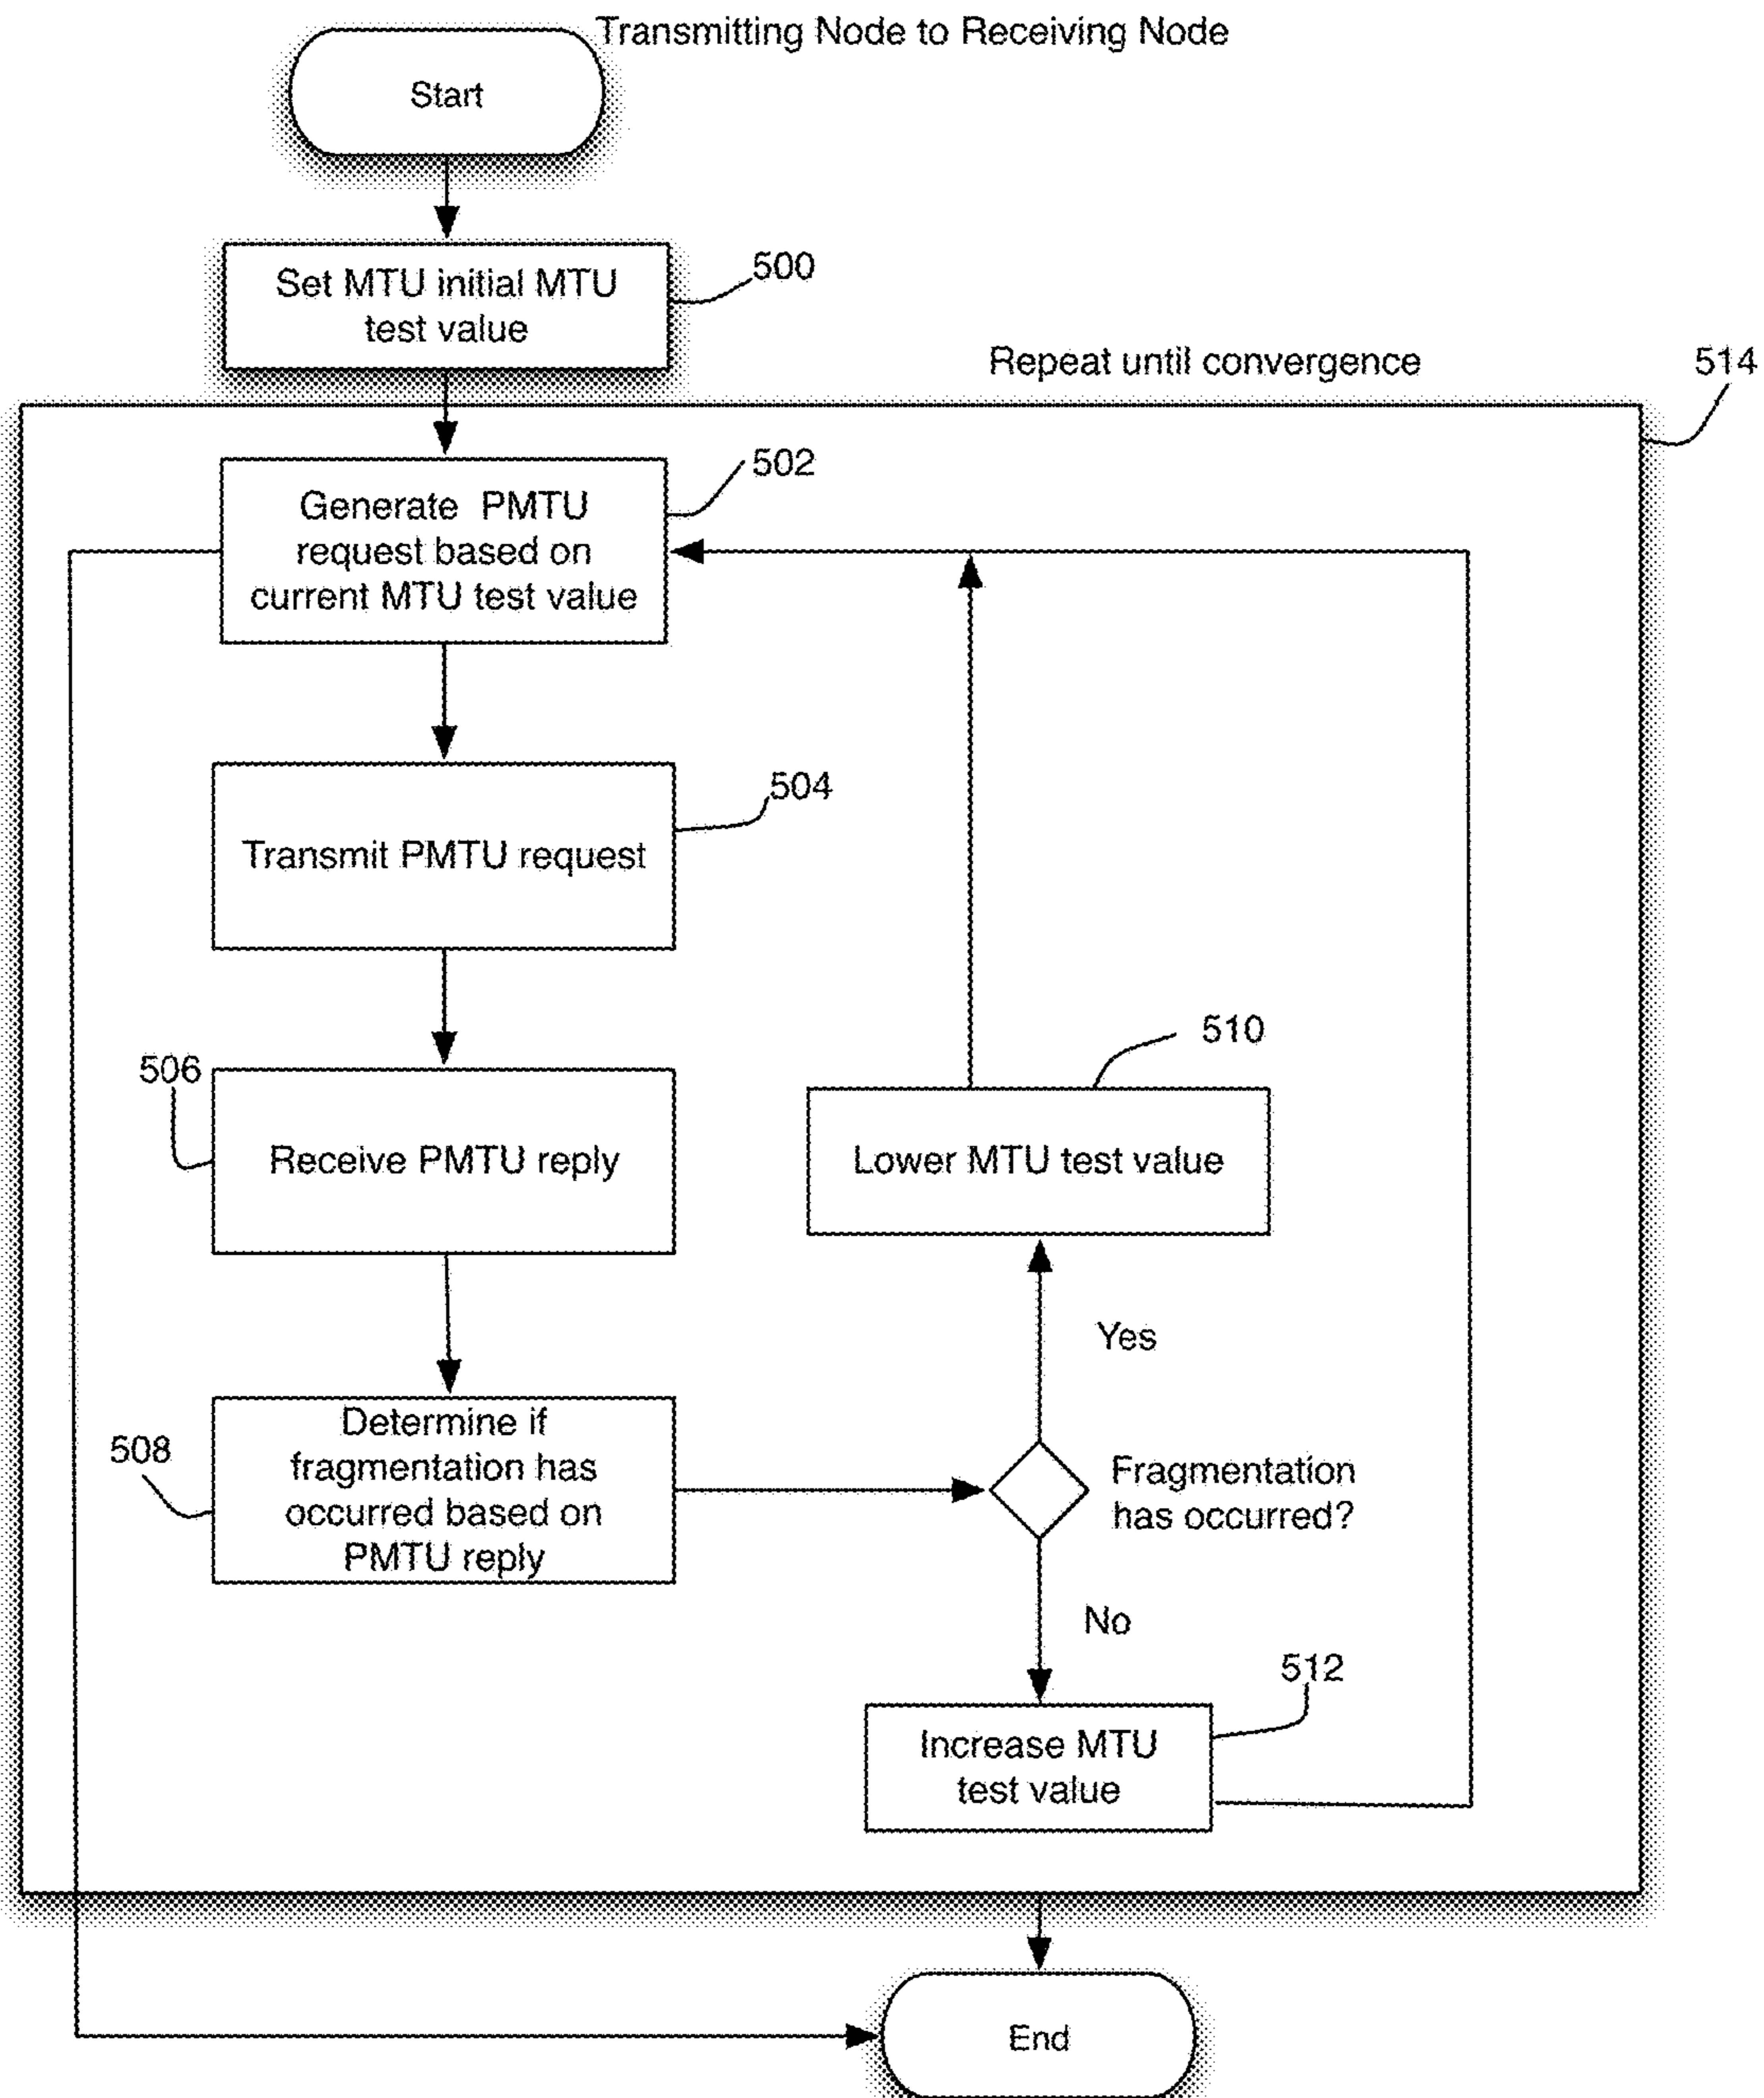 Transmitting Node to Receiving Node
Start
Set MTU initial MTU
test value
500
Repeat until convergence
514
Generate PMTU
request based on
current MTU test value
502
Transmit PMTU request
504
506
Receive PMTU reply
510
Lower MTU test value
Yes
508
Determine if
fragmentation has
occurred based on
PMTU reply
Fragmentation
has occurred?
No
512
Increase MTU
test value
End